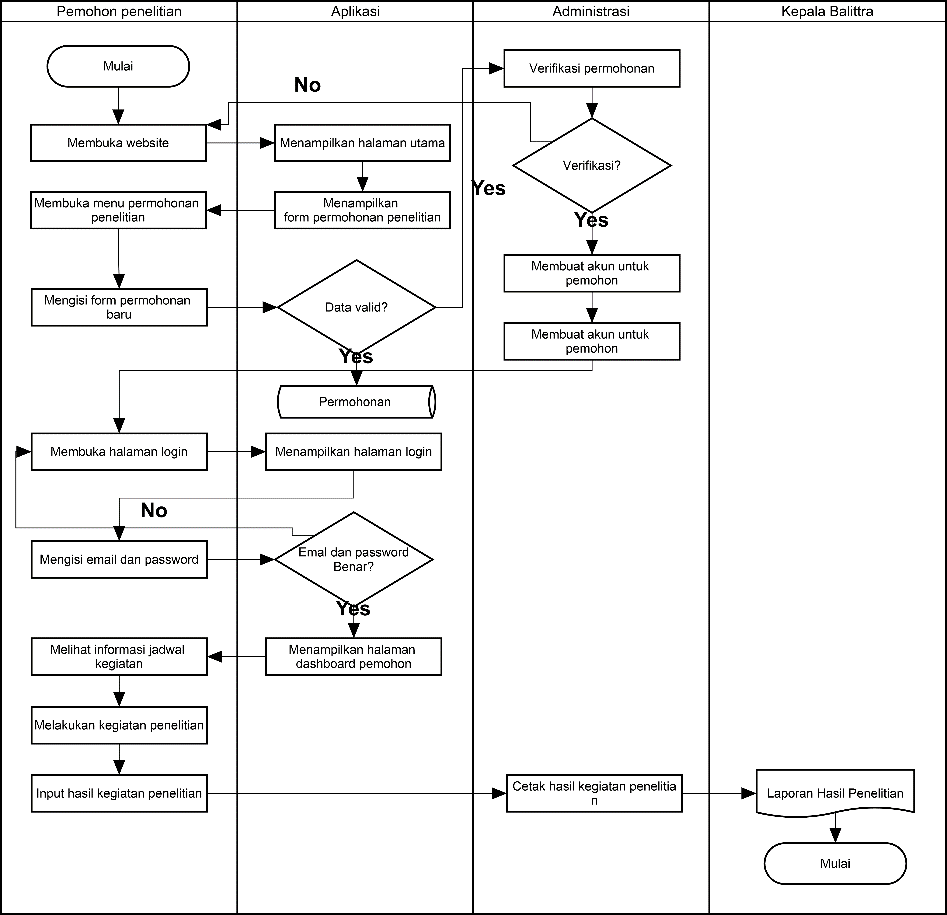 Pemohon penelitian
Aplikasi
Administrasi
Kepala Balittra
Mulai
Verifikasi permohonan
No
Membuka website
Menampilkan halaman utama
Verifikasi?
Yes
Yes
Membuka menu permohonan
penelitian
Menampilkan
form permohonan penelitian
Membuat akun untuk
pemohon
Mengisi form permohonan
baru
Data valid?
Membuat akun untuk
pemohon
Yes
Permohonan
Membuka halaman login
Menampilkan halaman login
No
Mengisi email dan password
Emal dan password
Benar?
Yes
Melihat informasi jadwal
kegiatan
Menampilkan halaman
dashboard pemohon
Melakukan kegiatan penelitian
Input hasil kegiatan penelitian
Cetak hasil kegiatan penelitia
n
Laporan Hasil Penelitian
Mulai